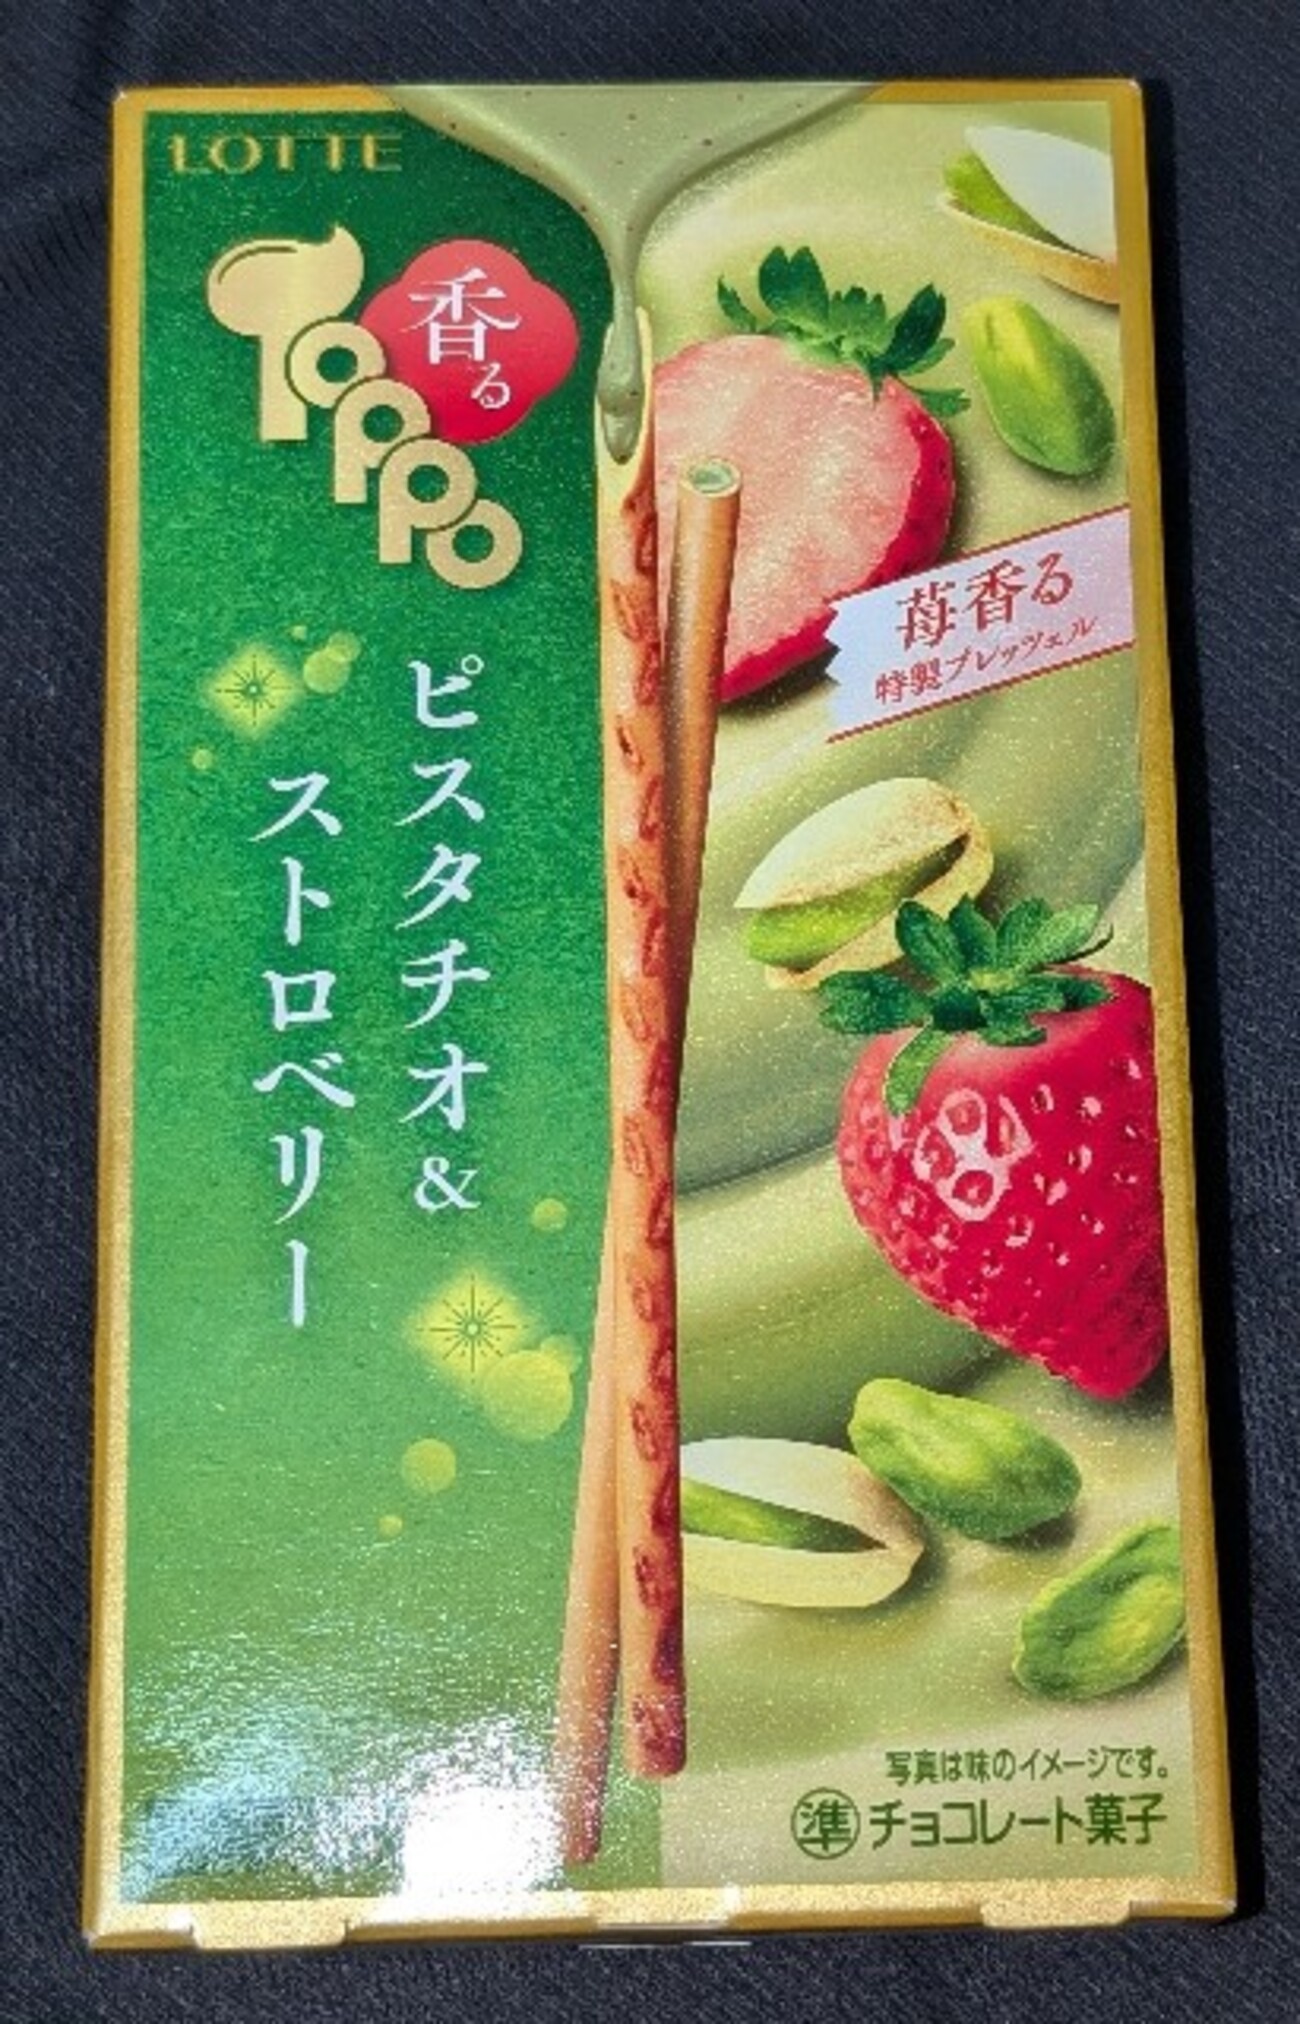 LOTTE
Toppo
香る
ピスタチオ&
ストロベリー
苺香る
特製プレッツェル
写真は味のイメージです。
準チョコレート菓子